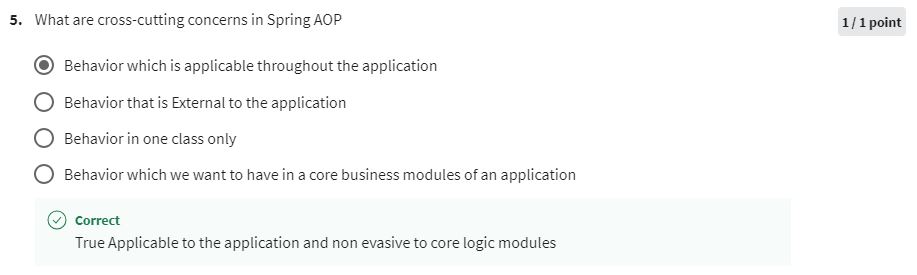 5. What are cross-cutting concerns in Spring AOP
1 / 1 point
Behavior which is applicable throughout the application
Behavior that is External to the application
Behavior in one class only
Behavior which we want to have in a core business modules of an application
Correct
True Applicable to the application and non evasive to core logic modules